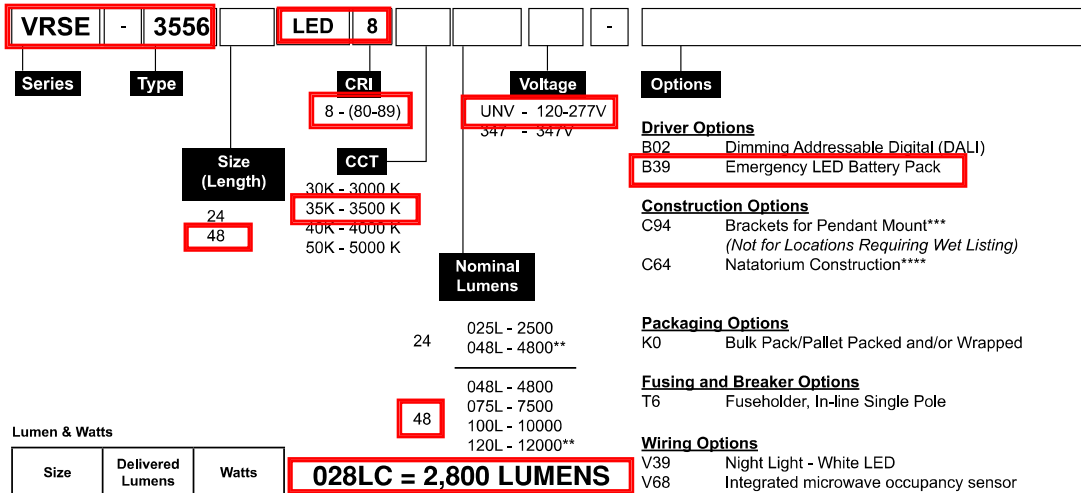 VRSE - 3556 LED 8 -
Series Type CRI Voltage Options
8 - (80-89)
UNV - 120-277V
347 - 347V
Size
(Length)
24
48
CCT
30K - 3000 K
35K - 3500 K
40K - 4000 K
50K - 5000 K
Nominal
Lumens
24
025L - 2500
048L - 4800**
48
048L - 4800
075L - 7500
100L - 10000
120L - 12000**
028LC = 2,800 LUMENS
Driver Options
B02 Dimming Addressable Digital (DALI)
B39 Emergency LED Battery Pack
Construction Options
C94 Brackets for Pendant Mount***
(Not for Locations Requiring Wet Listing)
C64 Natatorium Construction****
Packaging Options
K0 Bulk Pack/Pallet Packed and/or Wrapped
Fusing and Breaker Options
T6 Fuseholder, In-line Single Pole
Wiring Options
V39 Night Light - White LED
V68 Integrated microwave occupancy sensor
Lumen & Watts
Size Delivered Watts
Lumens